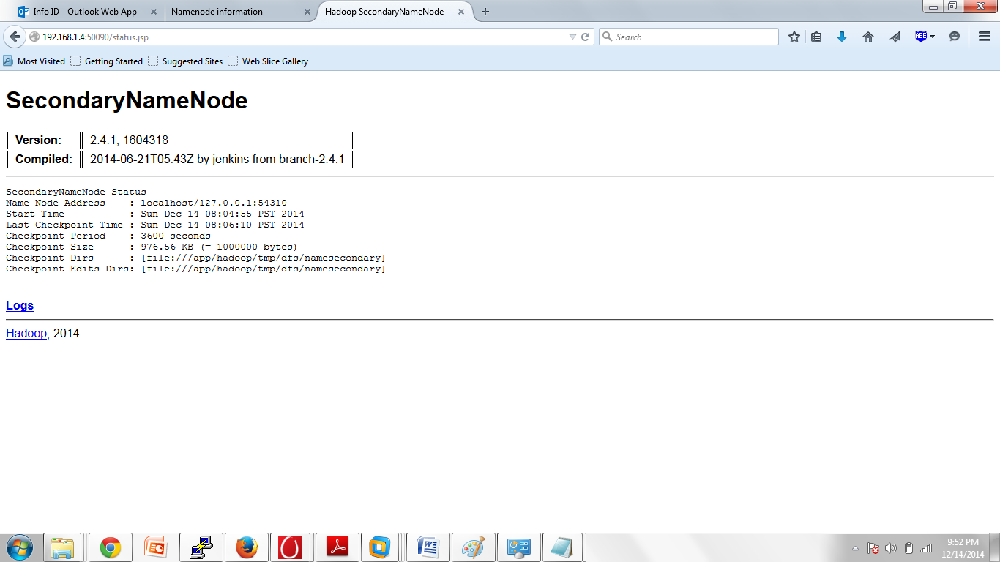 Info ID - Outlook Web App
Namenode information
Hadoop SecondaryNameNode
192.168.1.4:50090/status.jsp
Search
ABE
Most Visited
Getting Started
Suggested Sites
Web Slice Gallery
SecondaryNameNode
Version: 2.4.1, 1604318
Compiled: 2014-06-21T05:43Z by jenkins from branch-2.4.1
SecondaryNameNode Status
Name Node Address    : localhost/127.0.0.1:54310
Start Time           : Sun Dec 14 08:04:55 PST 2014
Last Checkpoint Time : Sun Dec 14 08:06:10 PST 2014
Checkpoint Period    : 3600 seconds
Checkpoint Size      : 976.56 KB (= 1000000 bytes)
Checkpoint Dirs      : [file:///app/hadoop/tmp/dfs/namesecondary]
Checkpoint Edits Dirs: [file:///app/hadoop/tmp/dfs/namesecondary]
Logs
Hadoop, 2014.
9:52 PM
12/14/2014